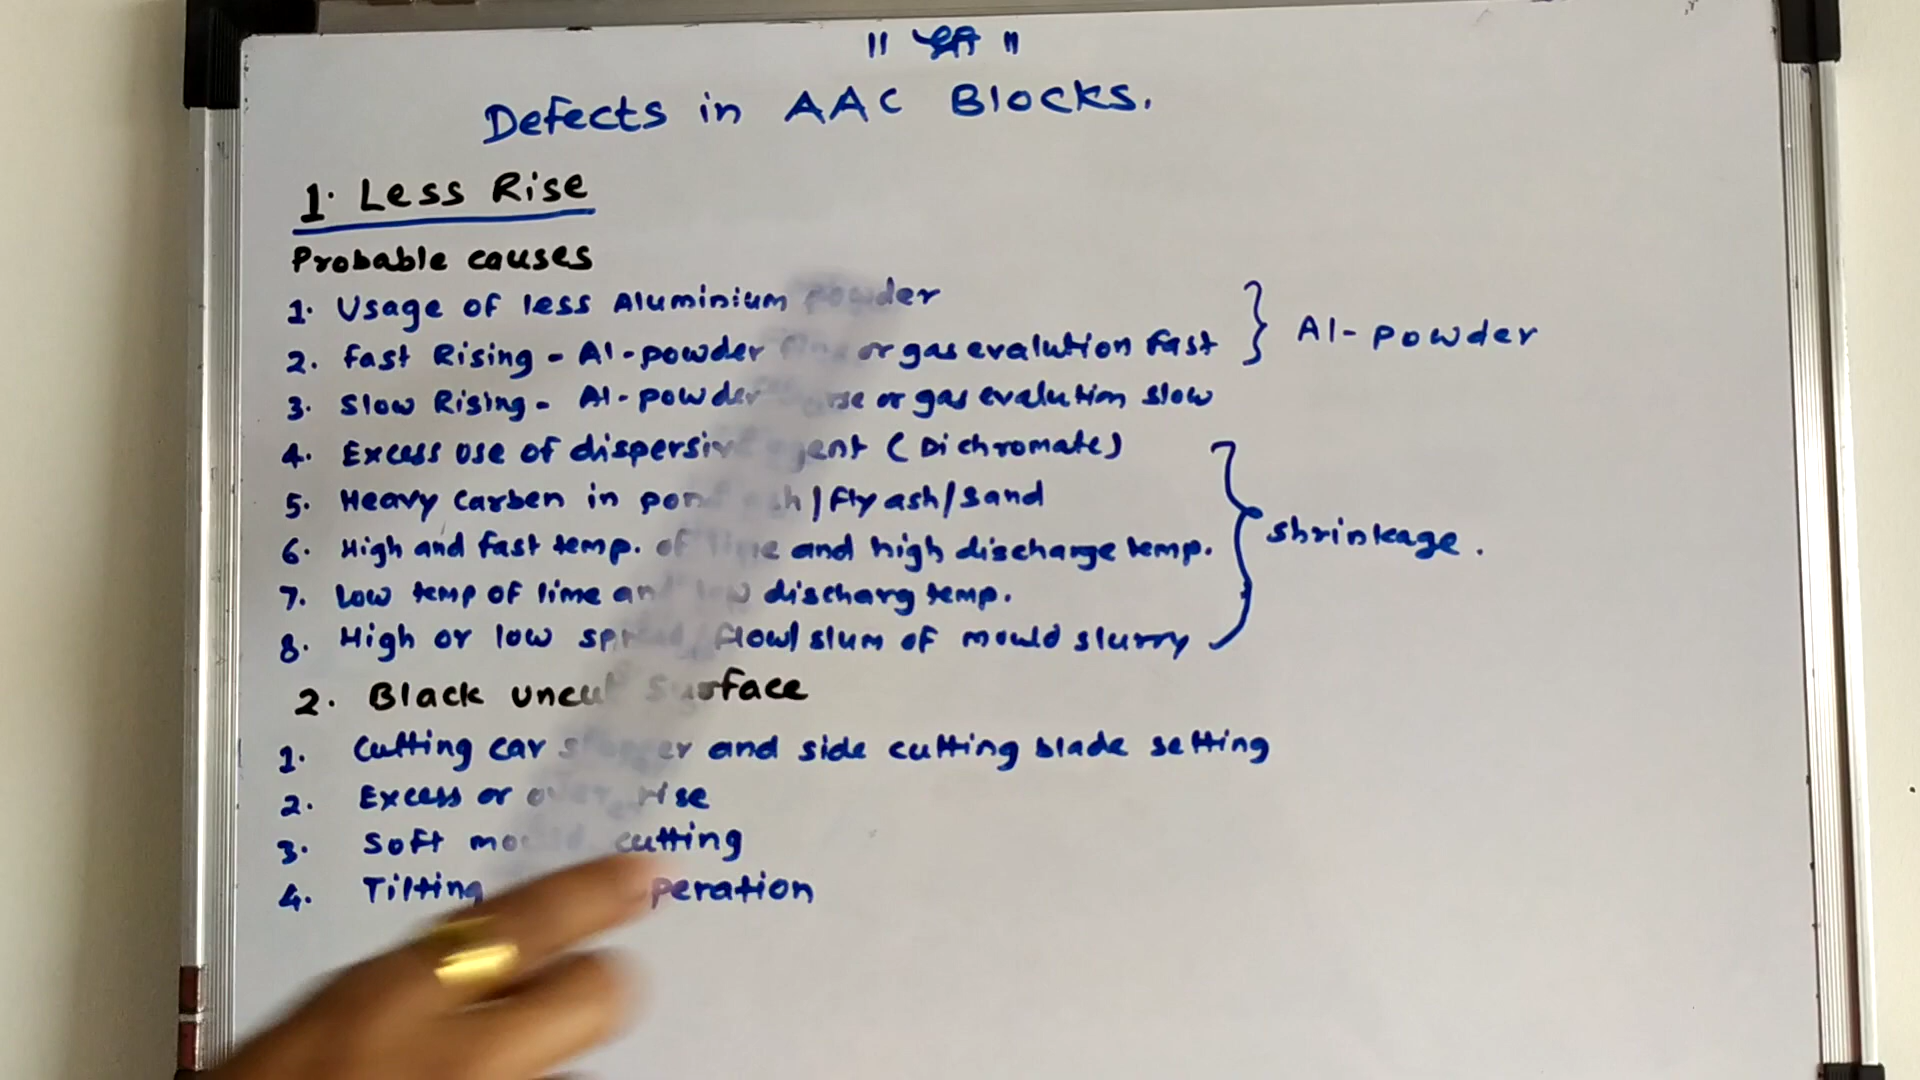 ॥ श्री ॥
Defects in AAC Blocks.
1. Less Rise
Probable causes
1. Usage of less Aluminium powder
2. Fast Rising - Al-powder fine or gas evalution Fast
} Al-powder
3. Slow Rising - Al-powder or gas evalution slow
4. Excess use of dispersive agent (Dichromate)
5. Heavy Carben in pond ash/Fly ash/Sand
6. High and fast temp. of lime and high discharge temp.
} shrinkage.
7. Low temp of lime and low discharg temp.
8. High or low spread, flow/slum of mould slurry
2. Black uncut Surface
1. Cutting car and side cutting blade setting
2. Excess or over rise
3. Soft mould cutting
4. Tilting